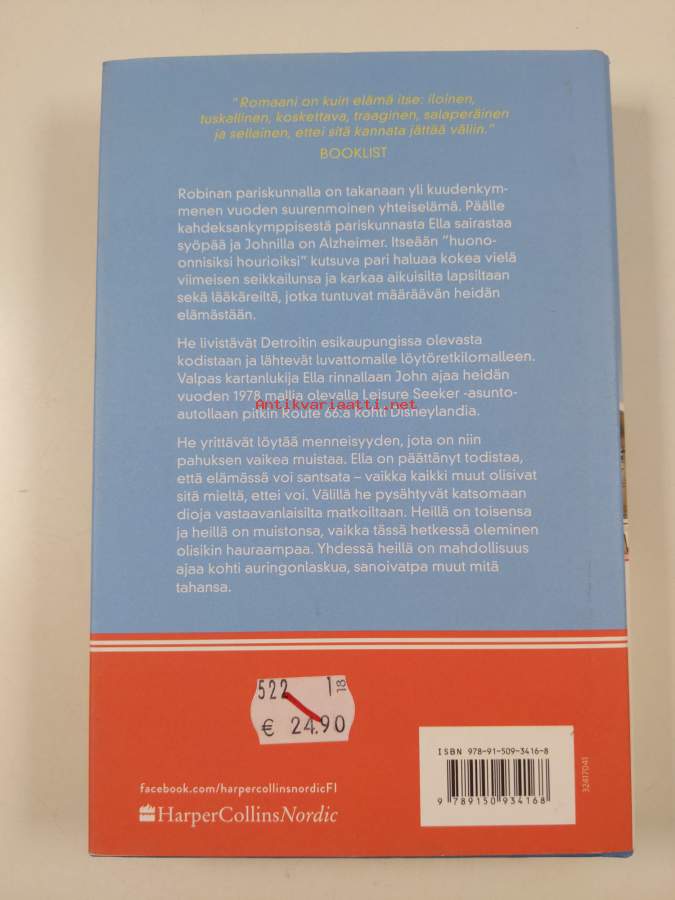 "Romaani on kuin elämä itse: iloinen,
tuskallinen, koskettava, traaginen, salaperäinen
ja sellainen, ettei sitä kannata jättää väliin."
BOOKLIST
Robinan pariskunnalla on takanaan yli kuudenkym-
menen vuoden suurenmoinen yhteiselämä. Päälle
kahdeksankymppisestä pariskunnasta Ella sairastaa
syöpää ja Johnilla on Alzheimer. Itseään "huono-
onnisiksi hourioiksi" kutsuva pari haluaa kokea vielä
viimeisen seikkailunsa ja karkaa aikuisilta lapsiltaan
sekä lääkäreiltä, jotka tuntuvat määräävän heidän
elämästään.
He livistävät Detroitin esikaupungissa olevasta
kodistaan ja lähtevät luvattomalle löytöretkilomalleen.
Valpas kartanlukija Ella rinnallaan John ajaa heidän
vuoden 1978 mallia olevalla Leisure Seeker -asunto-
Antikvariaatti.net
autollaan pitkin Route 66:a kohti Disneylandia.
He yrittävät löytää menneisyyden, jota on niin
pahuksen vaikea muistaa. Ella on päättänyt todistaa,
että elämässä voi santsata – vaikka kaikki muut olisivat
sitä mieltä, ettei voi. Välillä he pysähtyvät katsomaan
dioja vastaavanlaisilta matkoiltaan. Heillä on toisensa
ja heillä on muistonsa, vaikka tässä hetkessä oleminen
olisikin hauraampaa. Yhdessä heillä on mahdollisuus
ajaa kohti auringonlaskua, sanoivatpa muut mitä
tahansa.
522 1 18
€ 24.90
ISBN 978-91-509-3416-8
9 789150 934168
32417041
facebook.com/harpercollinsnordicFI
HarperCollinsNordic